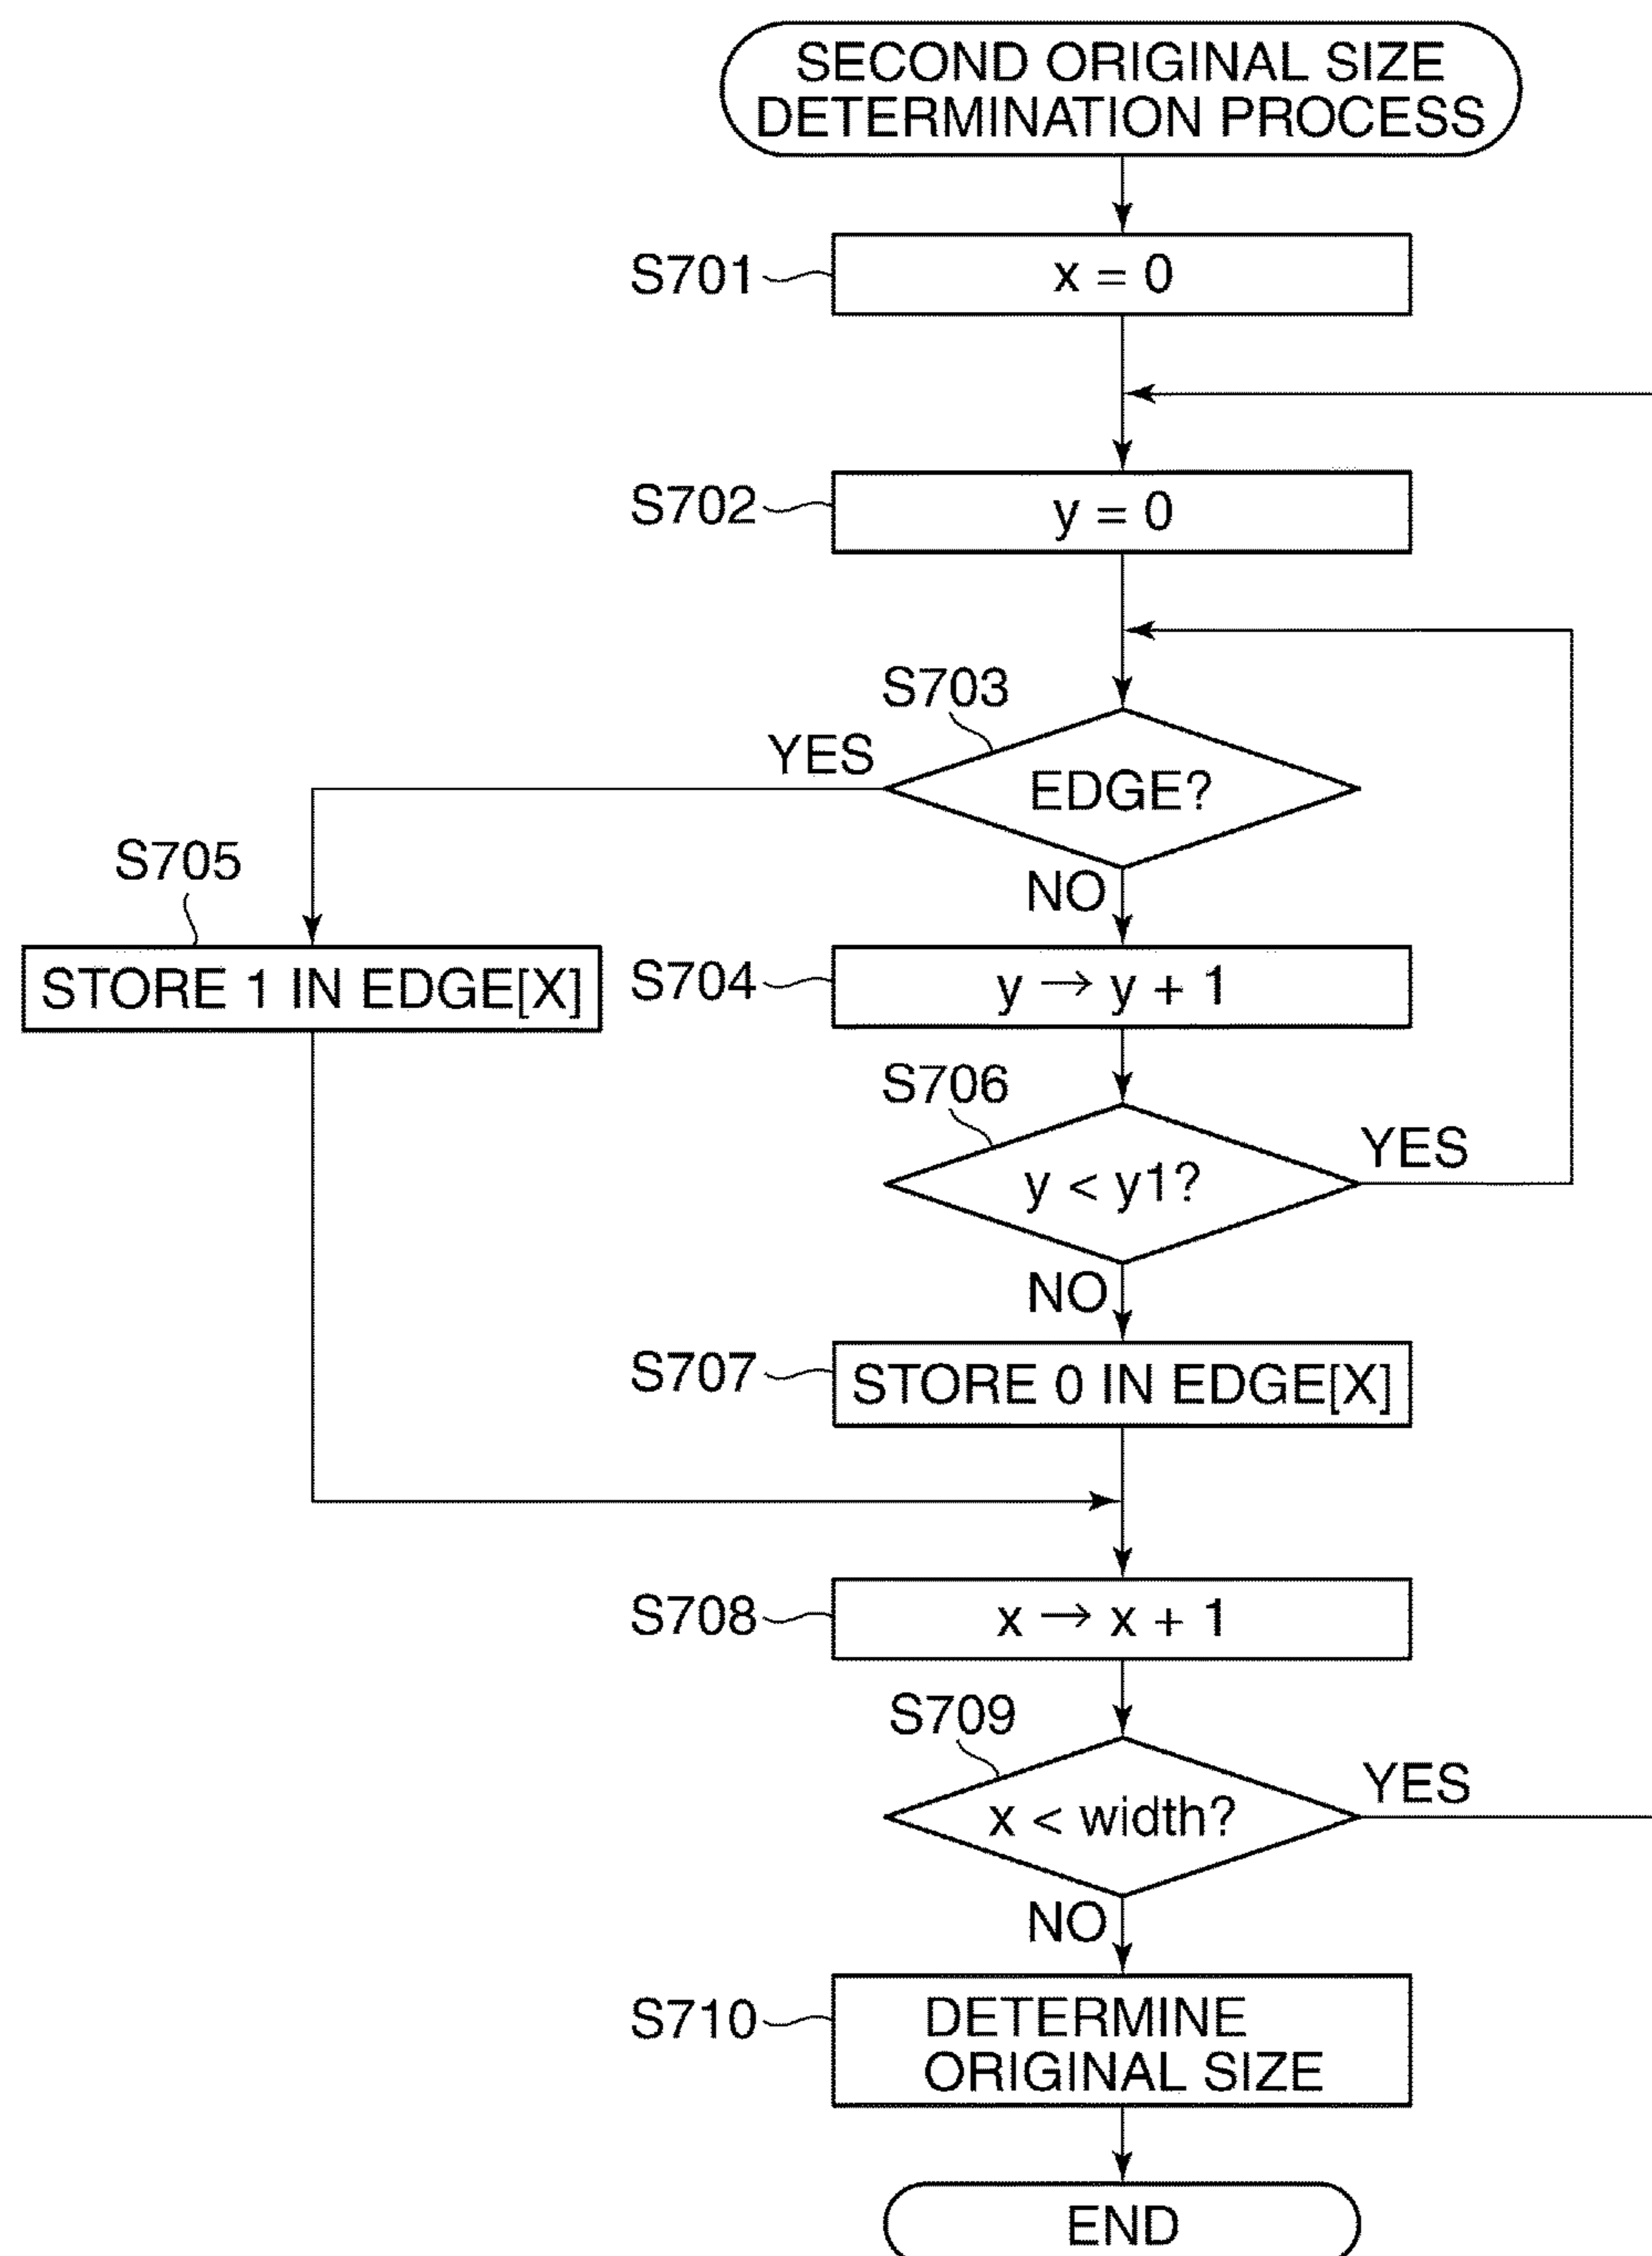 SECOND ORIGINAL SIZE
DETERMINATION PROCESS
S701
x = 0
S702
y = 0
S703
YES
EDGE?
NO
S705
STORE 1 IN EDGE[X]
S704
y → y + 1
S706
y < y1?
YES
NO
S707
STORE 0 IN EDGE[X]
S708
x → x + 1
S709
x < width?
YES
NO
S710
DETERMINE
ORIGINAL SIZE
END